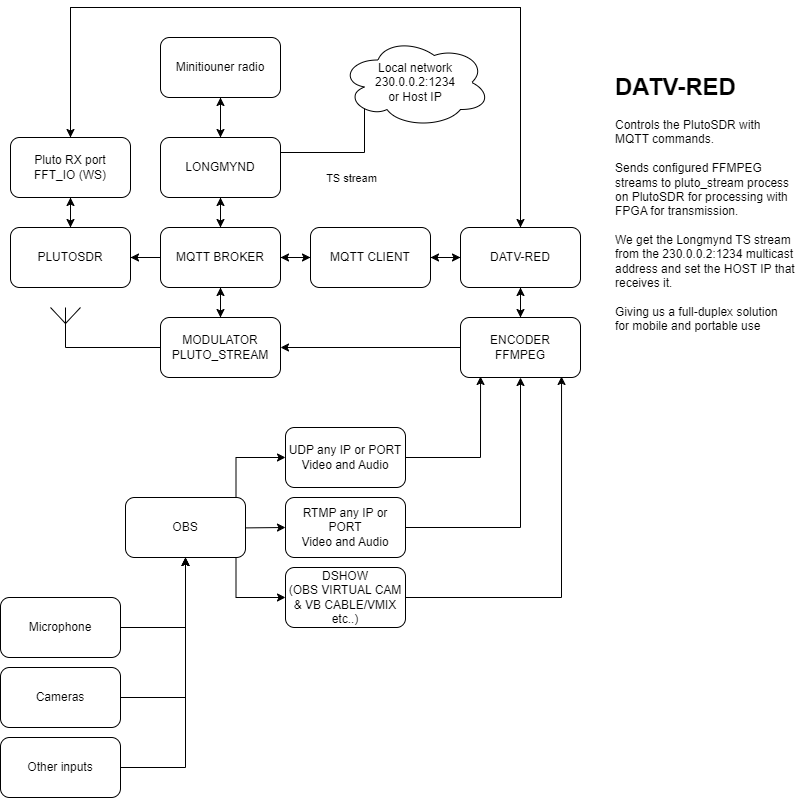 Minitiouner radio
Local network
230.0.0.2:1234
or Host IP
DATV-RED
Controls the PlutoSDR with
MQTT commands.
Sends configured FFMPEG
streams to pluto_stream process
on PlutoSDR for processing with
FPGA for transmission.
We get the Longmynd TS stream
from the 230.0.0.2:1234 multicast
address and set the HOST IP that
receives it.
Giving us a full-duplex solution
for mobile and portable use
Pluto RX port
FFT_IO (WS)
LONGMYND
TS stream
PLUTOSDR
MQTT BROKER
MQTT CLIENT
DATV-RED
MODULATOR
PLUTO_STREAM
ENCODER
FFMPEG
UDP any IP or PORT
Video and Audio
OBS
RTMP any IP or
PORT
Video and Audio
DSHOW
(OBS VIRTUAL CAM
& VB CABLE/VMIX
etc..)
Microphone
Cameras
Other inputs